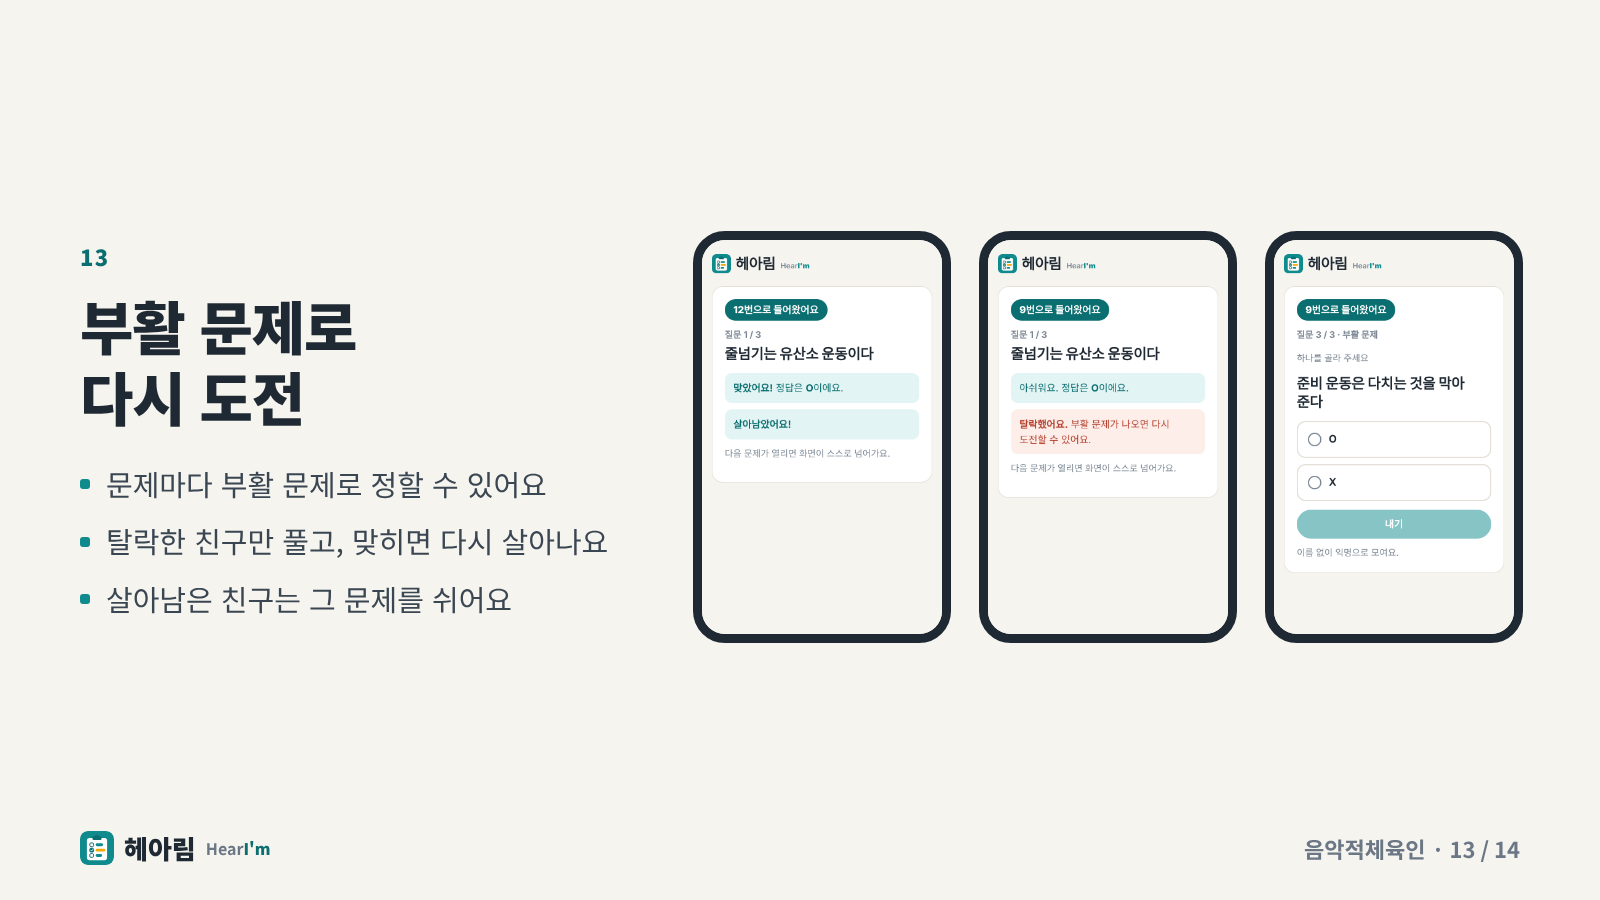 13
부활 문제로
다시 도전
문제마다 부활 문제로 정할 수 있어요
탈락한 친구만 풀고, 맞히면 다시 살아나요
살아남은 친구는 그 문제를 쉬어요
헤아림 HearI'm
12번으로 들어왔어요
질문 1 / 3
줄넘기는 유산소 운동이다
맞았어요! 정답은 O이에요.
살아남았어요!
다음 문제가 열리면 화면이 스스로 넘어가요.
헤아림 HearI'm
9번으로 들어왔어요
질문 1 / 3
줄넘기는 유산소 운동이다
아쉬워요. 정답은 O이에요.
탈락했어요. 부활 문제가 나오면 다시
도전할 수 있어요.
다음 문제가 열리면 화면이 스스로 넘어가요.
헤아림 HearI'm
9번으로 들어왔어요
질문 3 / 3 · 부활 문제
하나를 골라 주세요
준비 운동은 다치는 것을 막아
준다
O
X
내기
이름 없이 익명으로 모여요.
헤아림 HearI'm
음악적체육인 · 13 / 14